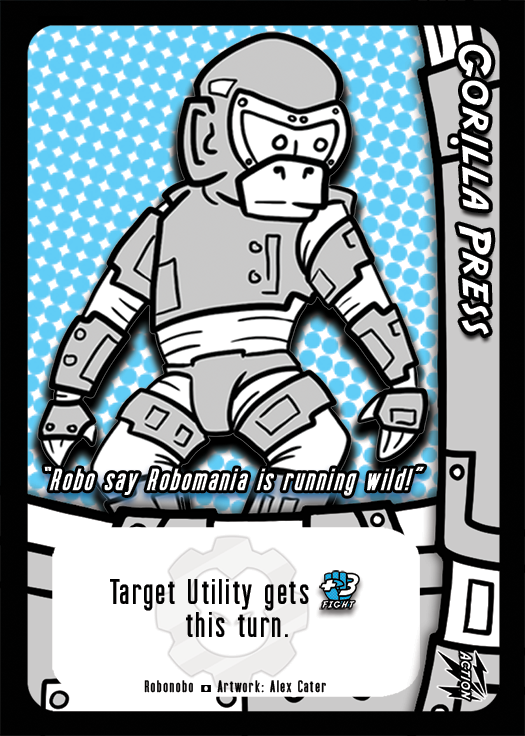 Gorilla Press
"Robo say Robomania is running wild!"
Target Utility gets +3 FIGHT
this turn.
Robonobo Artwork: Alex Cater
ACTION